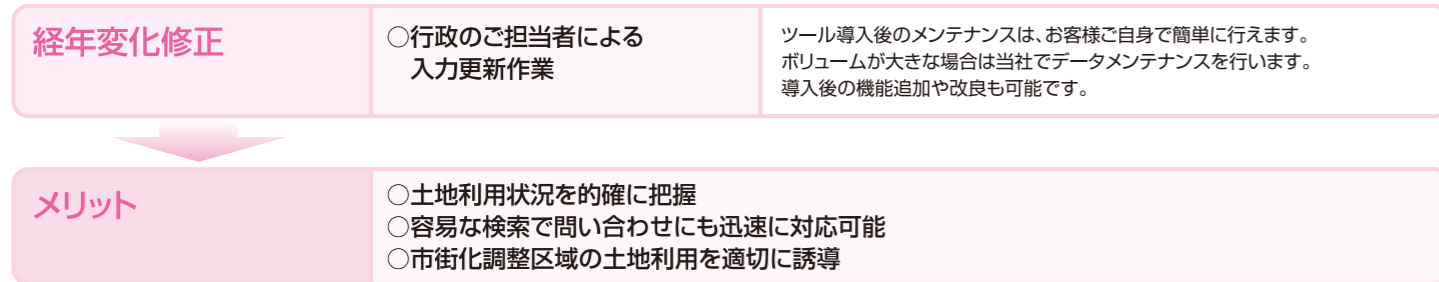 経年変化修正
○行政のご担当者による
入力更新作業
ツール導入後のメンテナンスは、お客様ご自身で簡単に行えます。
ボリュームが大きな場合は当社でデータメンテナンスを行います。
導入後の機能追加や改良も可能です。
メリット
○土地利用状況を的確に把握
○容易な検索で問い合わせにも迅速に対応可能
○市街化調整区域の土地利用を適切に誘導